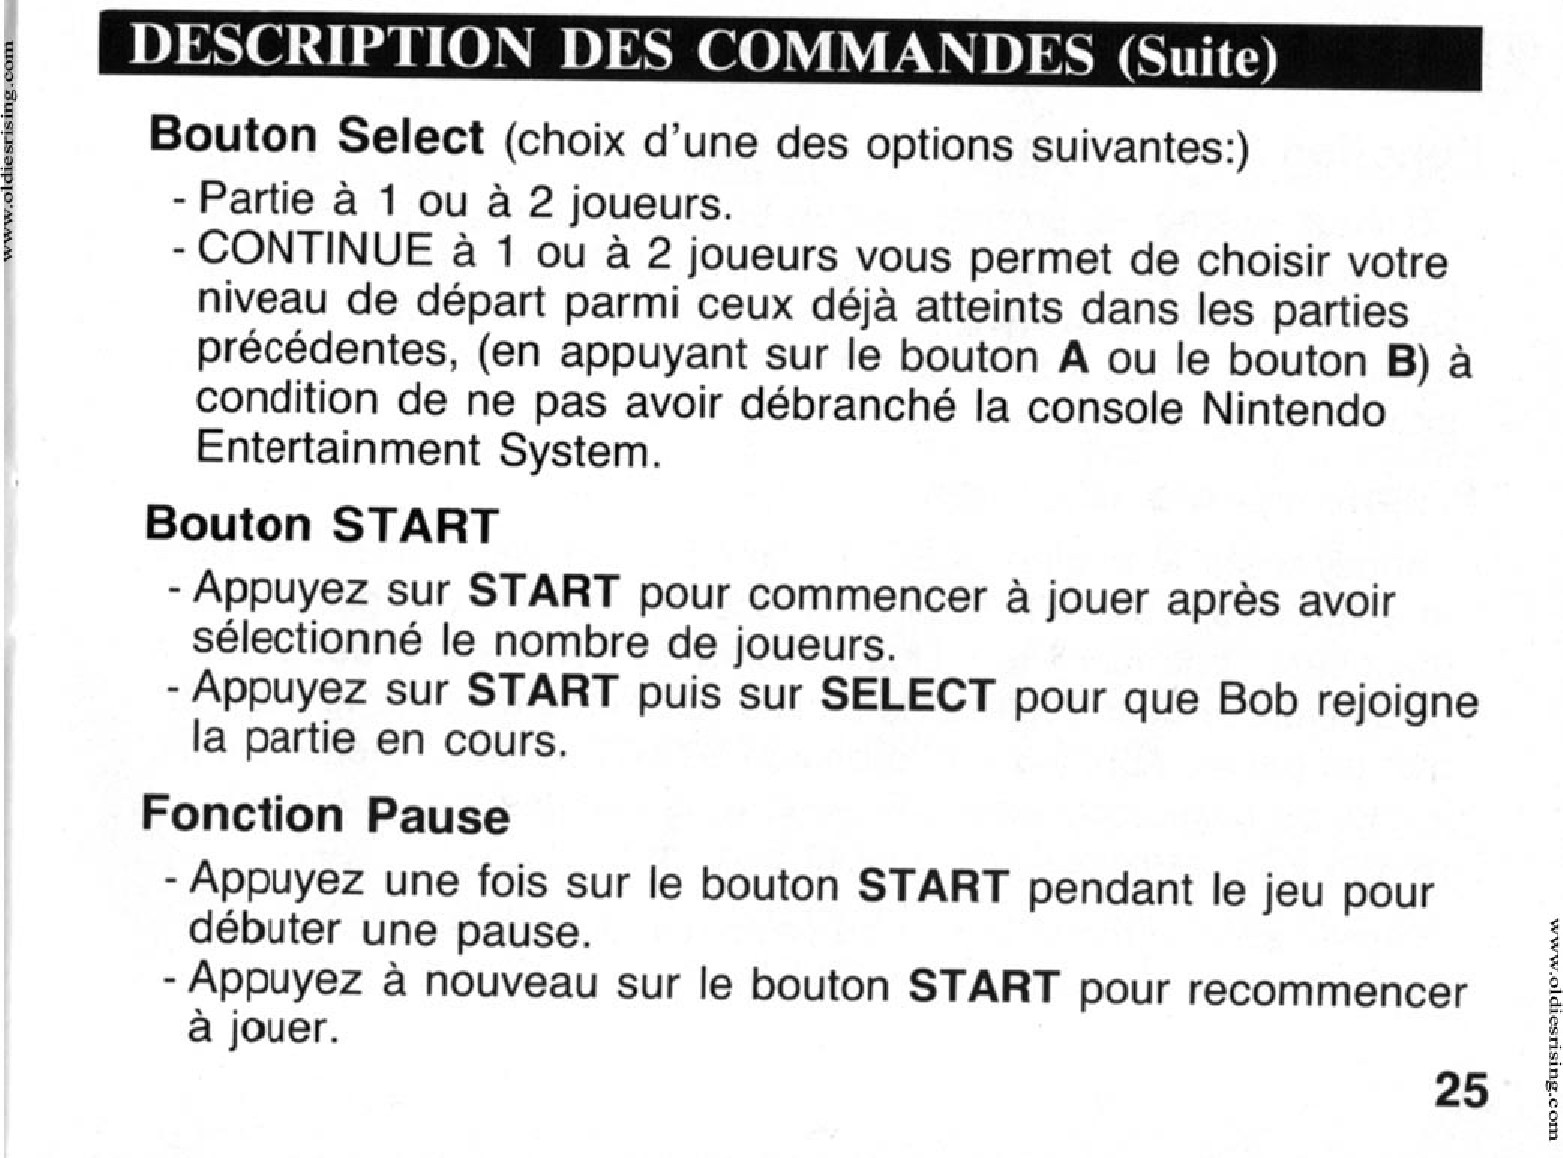 DESCRIPTION DES COMMANDES (Suite)
Bouton Select (choix d'une des options suivantes:)
- Partie à 1 ou à 2 joueurs.
- CONTINUE à 1 ou à 2 joueurs vous permet de choisir votre
niveau de départ parmi ceux déjà atteints dans les parties
précédentes, (en appuyant sur le bouton A ou le bouton B) à
condition de ne pas avoir débranché la console Nintendo
Entertainment System.
Bouton START
- Appuyez sur START pour commencer à jouer après avoir
sélectionné le nombre de joueurs.
- Appuyez sur START puis sur SELECT pour que Bob rejoigne
la partie en cours.
Fonction Pause
- Appuyez une fois sur le bouton START pendant le jeu pour
débuter une pause.
- Appuyez à nouveau sur le bouton START pour recommencer
à jouer.
25
www.oldiesrising.com
www.oldiesrising.com